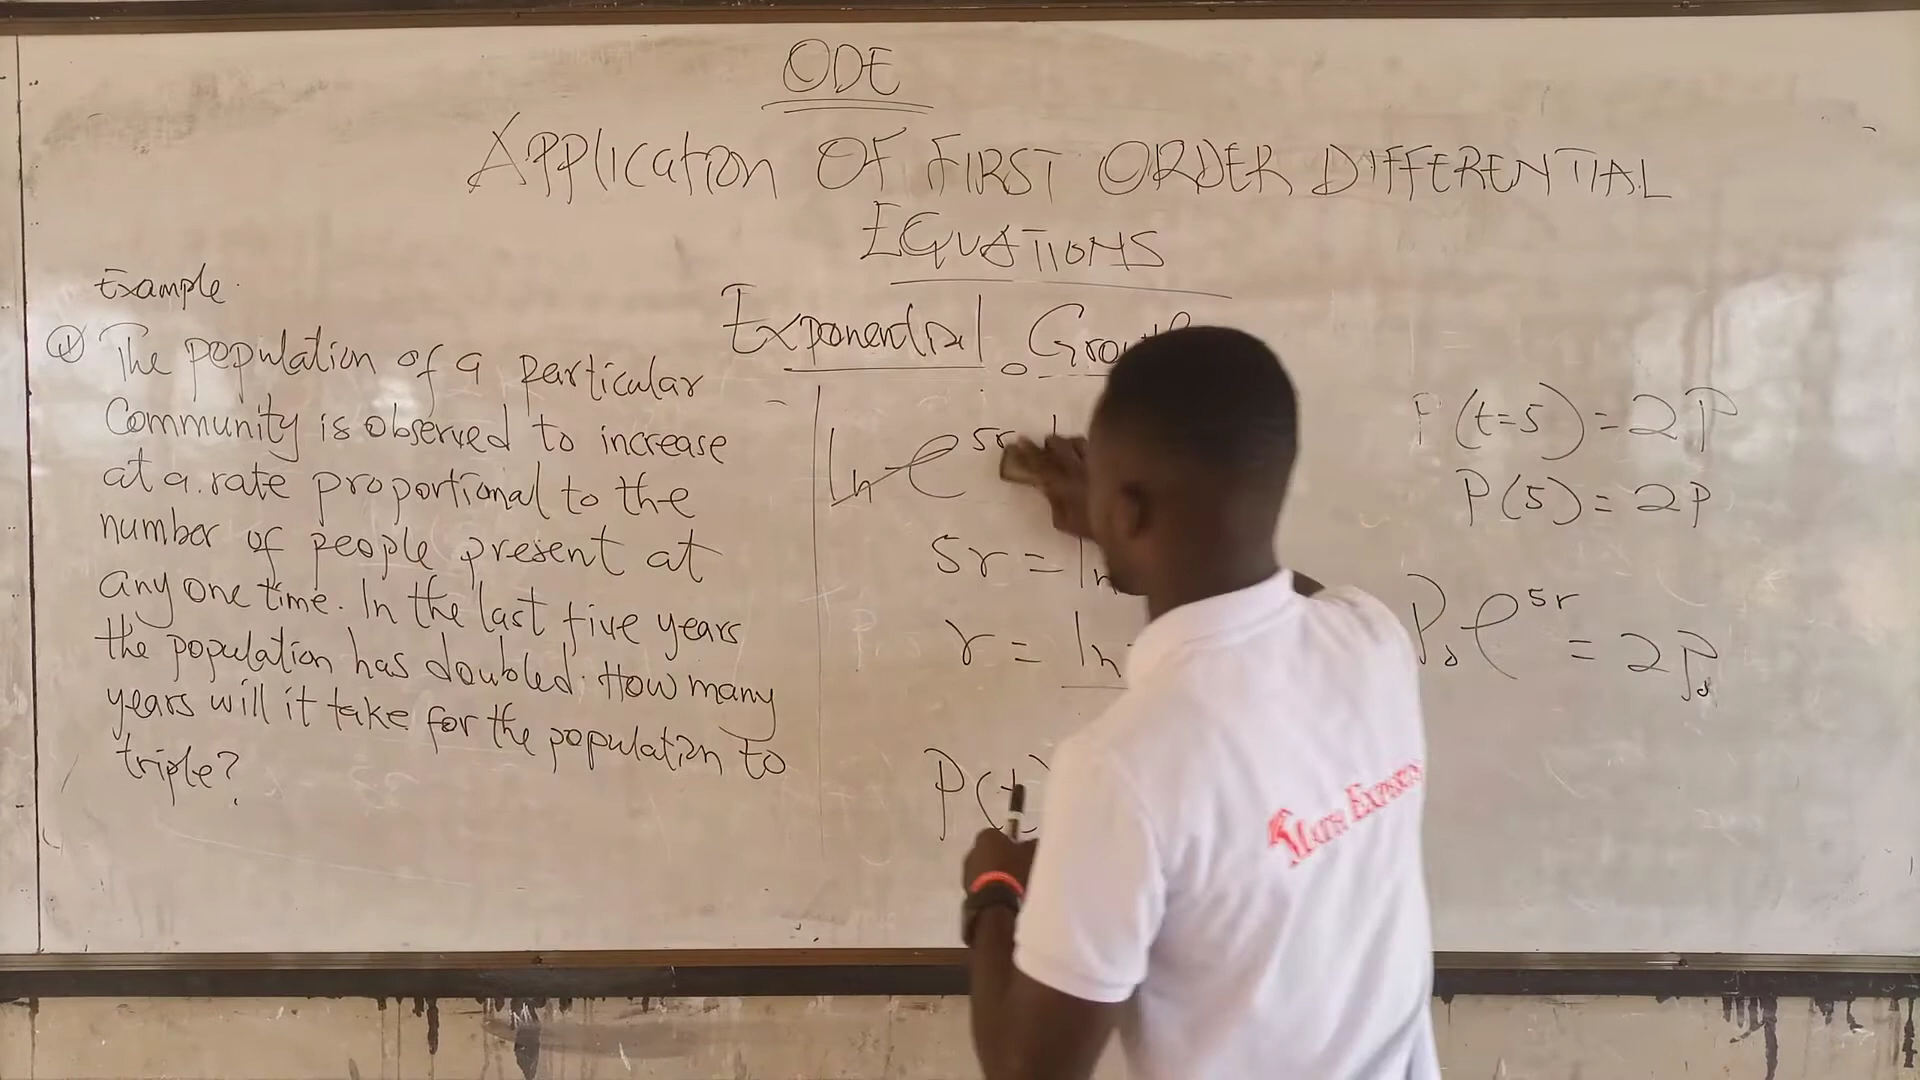 ODE
APPlication OF FIRST ORDER DIFFERENTIAL
EQUATIONS
Example.
① The population of a particular
Community is observed to increase
at a rate proportional to the
number of people present at
any one time. In the last five years
the population has doubled. How many
years will it take for the population to
triple?
Exponential Growth
ln e^5r
5r = ln
r = ln
P(t)
P(t=5) = 2P
P(5) = 2P
P₀e^5r = 2P₀
Math Experts